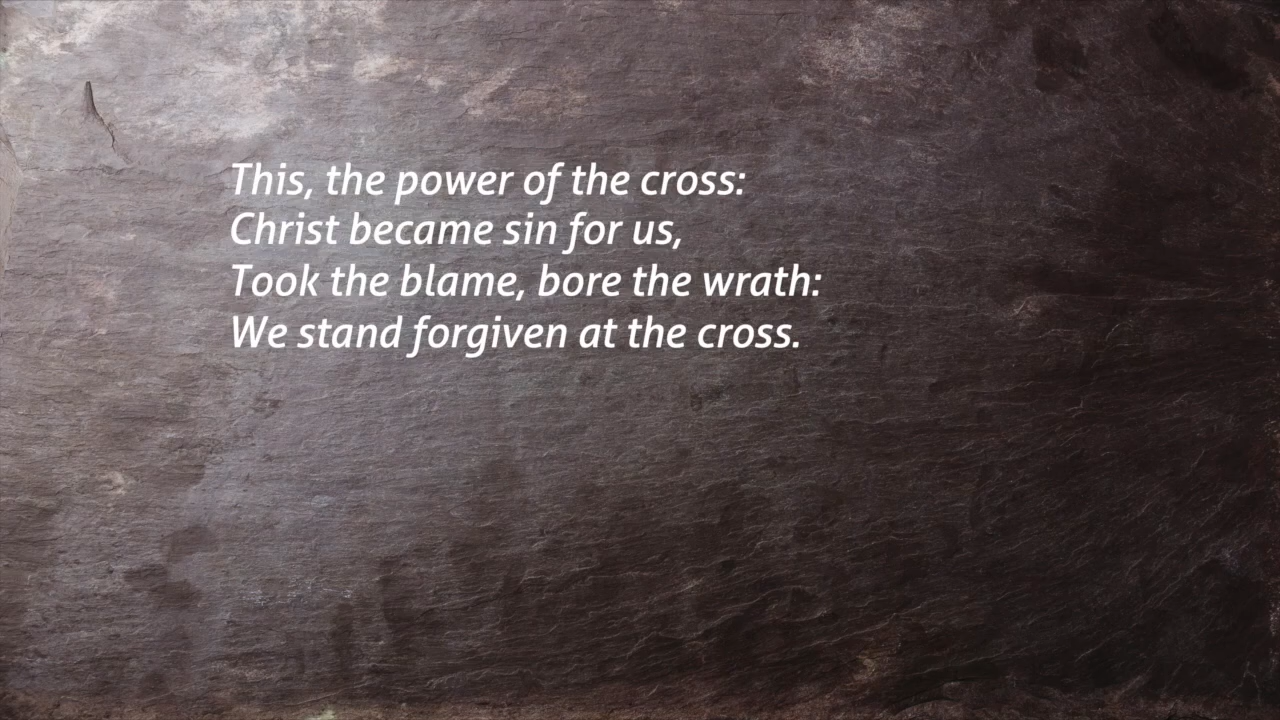 This, the power of the cross:
Christ became sin for us,
Took the blame, bore the wrath:
We stand forgiven at the cross.